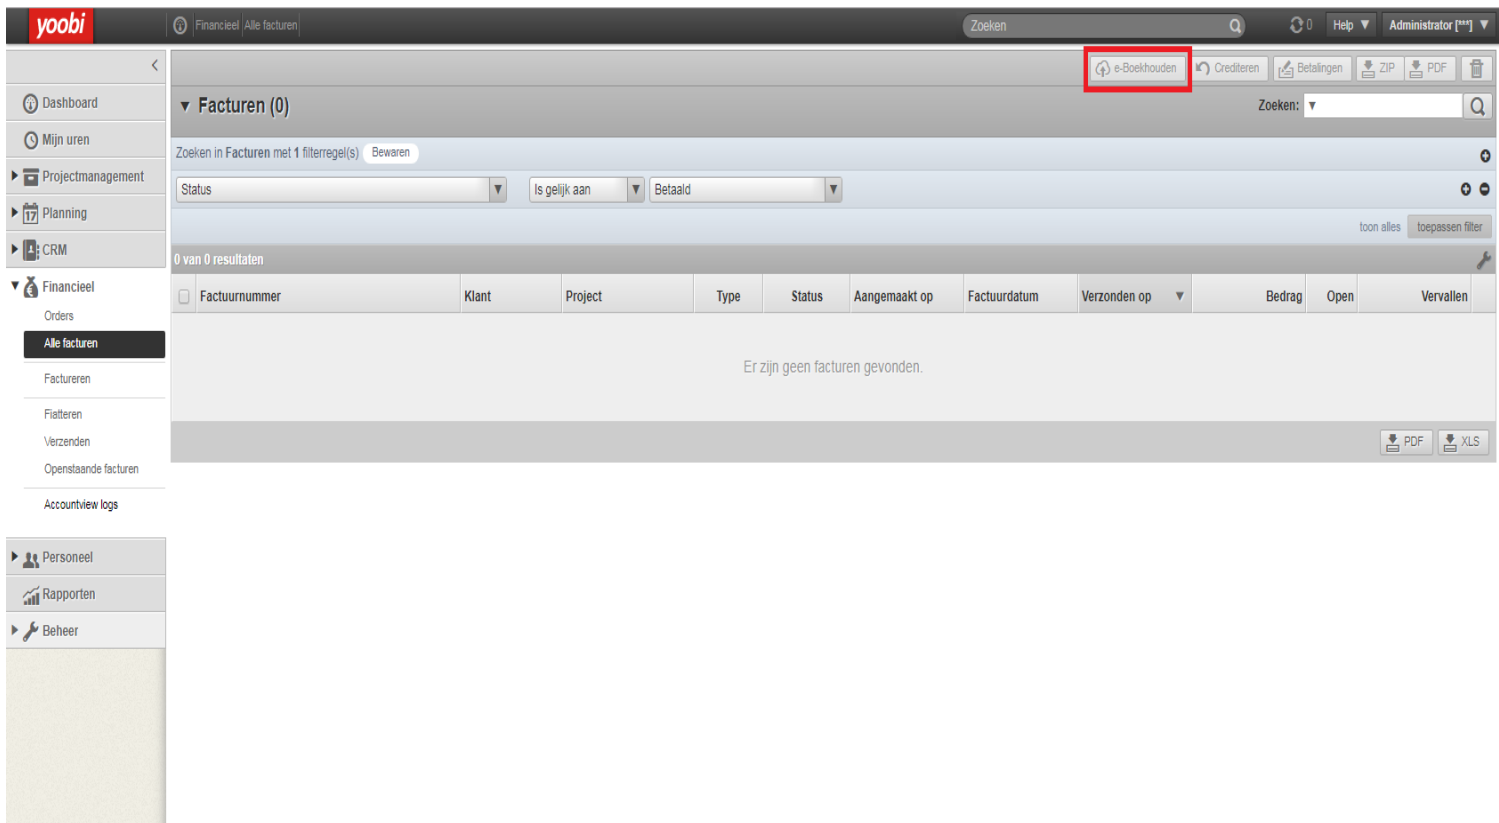 yoobi Financieel Alle facturen Zoeken 0 Help Administrator [***]
e-Boekhouden Crediteren Betalingen ZIP PDF
Dashboard
Mijn uren
Projectmanagement
17 Planning
CRM
Financieel
Orders
Alle facturen
Factureren
Fiatteren
Verzenden
Openstaande facturen
Accountview logs
Personeel
Rapporten
Beheer
Facturen (0) Zoeken:
Zoeken in Facturen met 1 filterregel(s) Bewaren
Status Is gelijk aan Betaald
toon alles toepassen filter
0 van 0 resultaten
Factuurnummer Klant Project Type Status Aangemaakt op Factuurdatum Verzonden op Bedrag Open Vervallen
Er zijn geen facturen gevonden.
PDF XLS